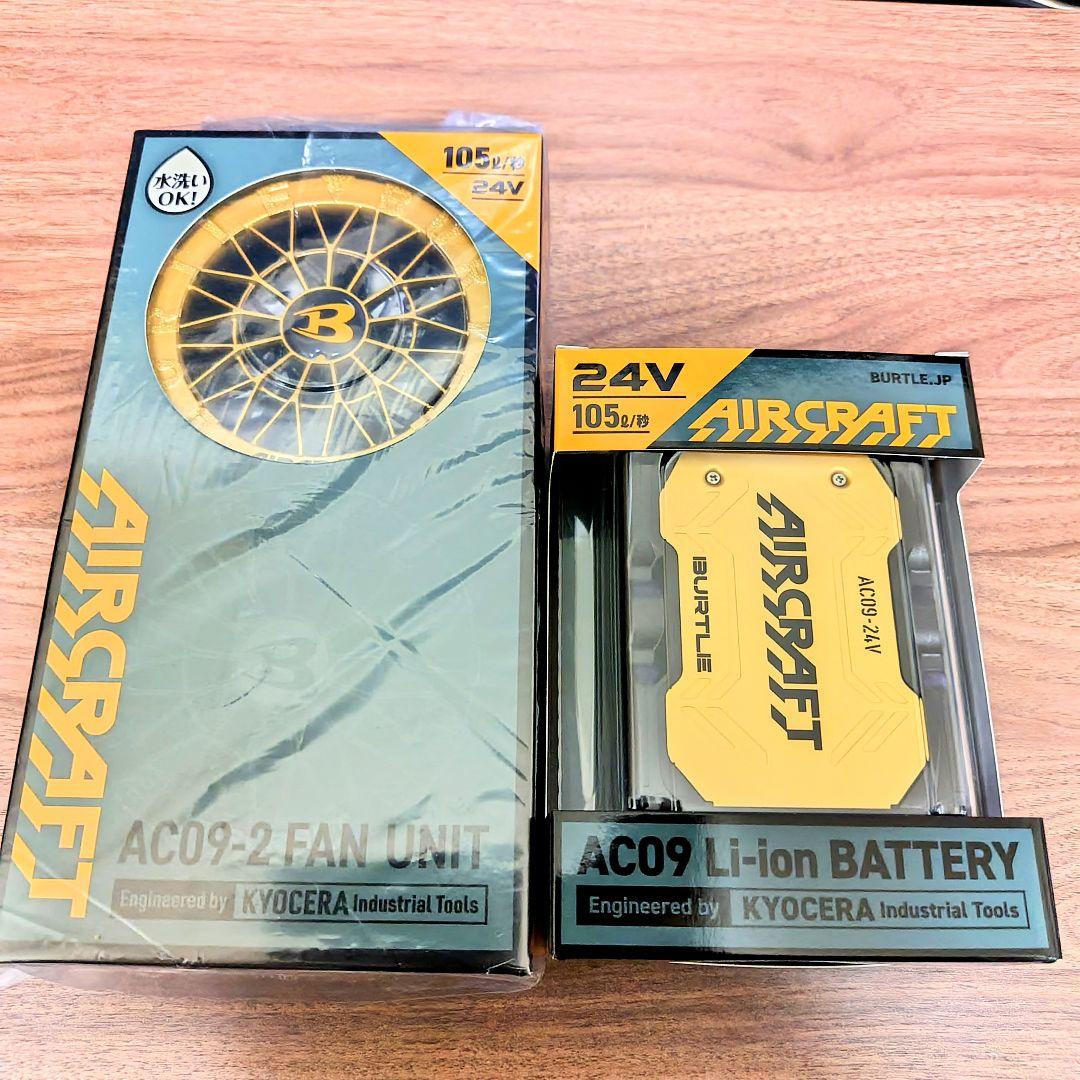 水洗い
OK!
105ℓ/秒
24V
B
AIRCRAFT
AC09-2 FAN UNIT
Engineered by KYOCERA Industrial Tools
24V
105ℓ/秒
BURTLE.JP
AIRCRAFT
AIRCRAFT
BURTLE
AC09-24V
AC09 Li-ion BATTERY
Engineered by KYOCERA Industrial Tools